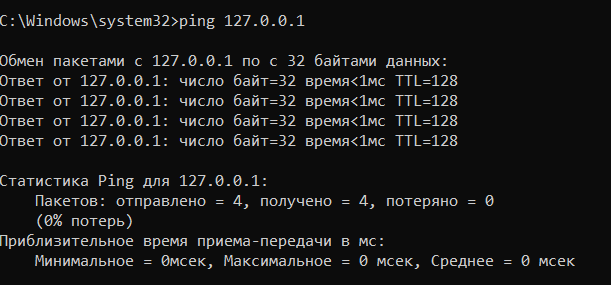 C:\Windows\system32>ping 127.0.0.1
Обмен пакетами с 127.0.0.1 по с 32 байтами данных:
Ответ от 127.0.0.1: число байт=32 время<1мс TTL=128
Ответ от 127.0.0.1: число байт=32 время<1мс TTL=128
Ответ от 127.0.0.1: число байт=32 время<1мс TTL=128
Ответ от 127.0.0.1: число байт=32 время<1мс TTL=128
Статистика Ping для 127.0.0.1:
Пакетов: отправлено = 4, получено = 4, потеряно = 0
(0% потерь)
Приблизительное время приема-передачи в мс:
Минимальное = 0мсек, Максимальное = 0 мсек, Среднее = 0 мсек